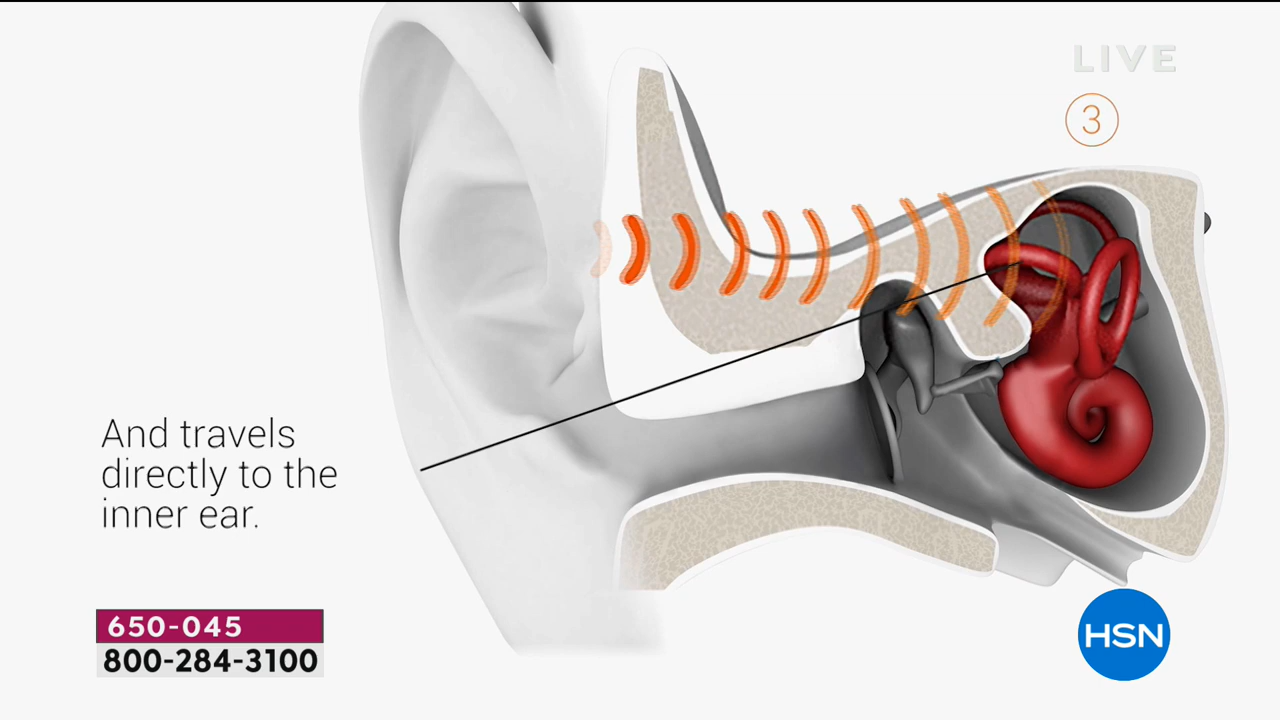 LIVE
3
And travels
directly to the
inner ear.
650-045
800-284-3100
HSN